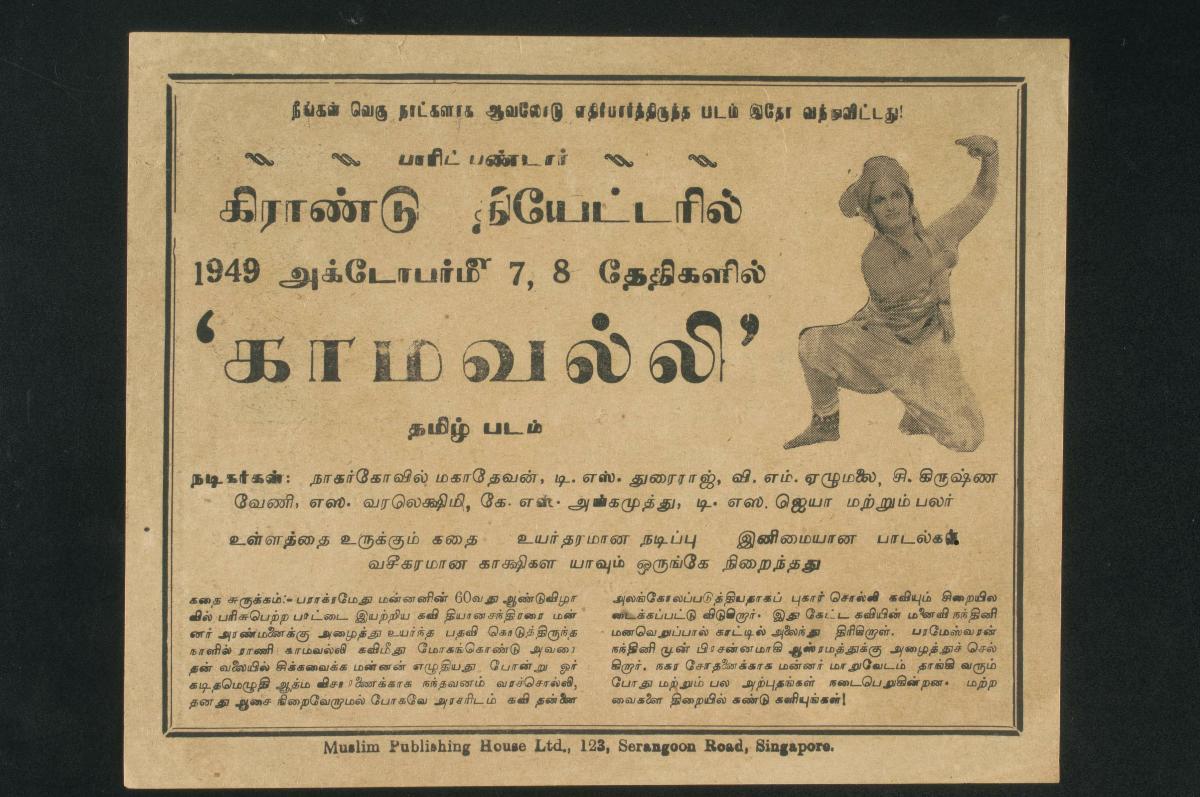 நீங்கள் வெகு நாட்களாக ஆவலோடு எதிர்பார்த்திருந்த படம் இதோ வந்துவிட்டது!
பாரிட் பண்டார்
கிராண்டு தியேட்டரில்
1949 அக்டோபர்மீ 7, 8 தேதிகளில்
‘காமவல்லி’
தமிழ் படம்
நடிகர்கள்: நாகர்கோவில் மகாதேவன், டி. எஸ். துரைராஜ், வி. எம். ஏழுமலை, சி. கிருஷ்ண
வேணி, எஸ். வரலெக்ஷிமி, கே. எஸ். அங்கமுத்து, டி. எஸ். ஜெயா மற்றும் பலர்
உள்ளத்தை உருக்கும் கதை உயர்தரமான நடிப்பு இனிமையான பாடல்கள்
வசீகரமான காக்ஷிகள் யாவும் ஒருங்கே நிறைந்தது
கதை சுருக்கம்:- பராக்ரமகேது மன்னனின் 60வது ஆண்டுவிழா
வில் பரிசுபெற்ற பாட்டை இயற்றிய கவி தியானசந்திரரை மன்
னர் அரண்மனைக்கு அழைத்து உயர்ந்த பதவி கொடுத்திருந்த
நாளில் ராணி காமவல்லி கவிமீது மோகங்கொண்டு அவரை
தன் வலையில் சிக்கவைக்க மன்னன் எழுதியது போன்று ஓர்
கடிதமெழுதி ஆத்ம விசாரணைக்காக நந்தவனம் வரச்சொல்லி,
தனது ஆசை நிறைவேறாமல் போகவே அரசரிடம் கவி தன்னை
அலங்கோலப்படுத்தியதாகப் புகார் சொல்லி கவியும் சிறையில
டைக்கப்பட்டு விடுகிறார். இது கேட்ட கவியின் மனைவி நந்தினி
மனவெறுப்பால் காட்டில் அலைந்து திரிகிறாள். பரமேஸ்வரன்
நந்தினி முன் பிரசன்னமாகி ஆஸ்ரமத்துக்கு அழைத்துச் செல்
கிறார். நகர சோதனைக்காக மன்னர் மாறுவேடம் தாங்கி வரும்
போது மற்றும் பல அற்புதங்கள் நடைபெறுகின்றன. மற்ற
வைகளை திரையில் கண்டு களியுங்கள்!
Muslim Publishing House Ltd., 123, Serangoon Road, Singapore.